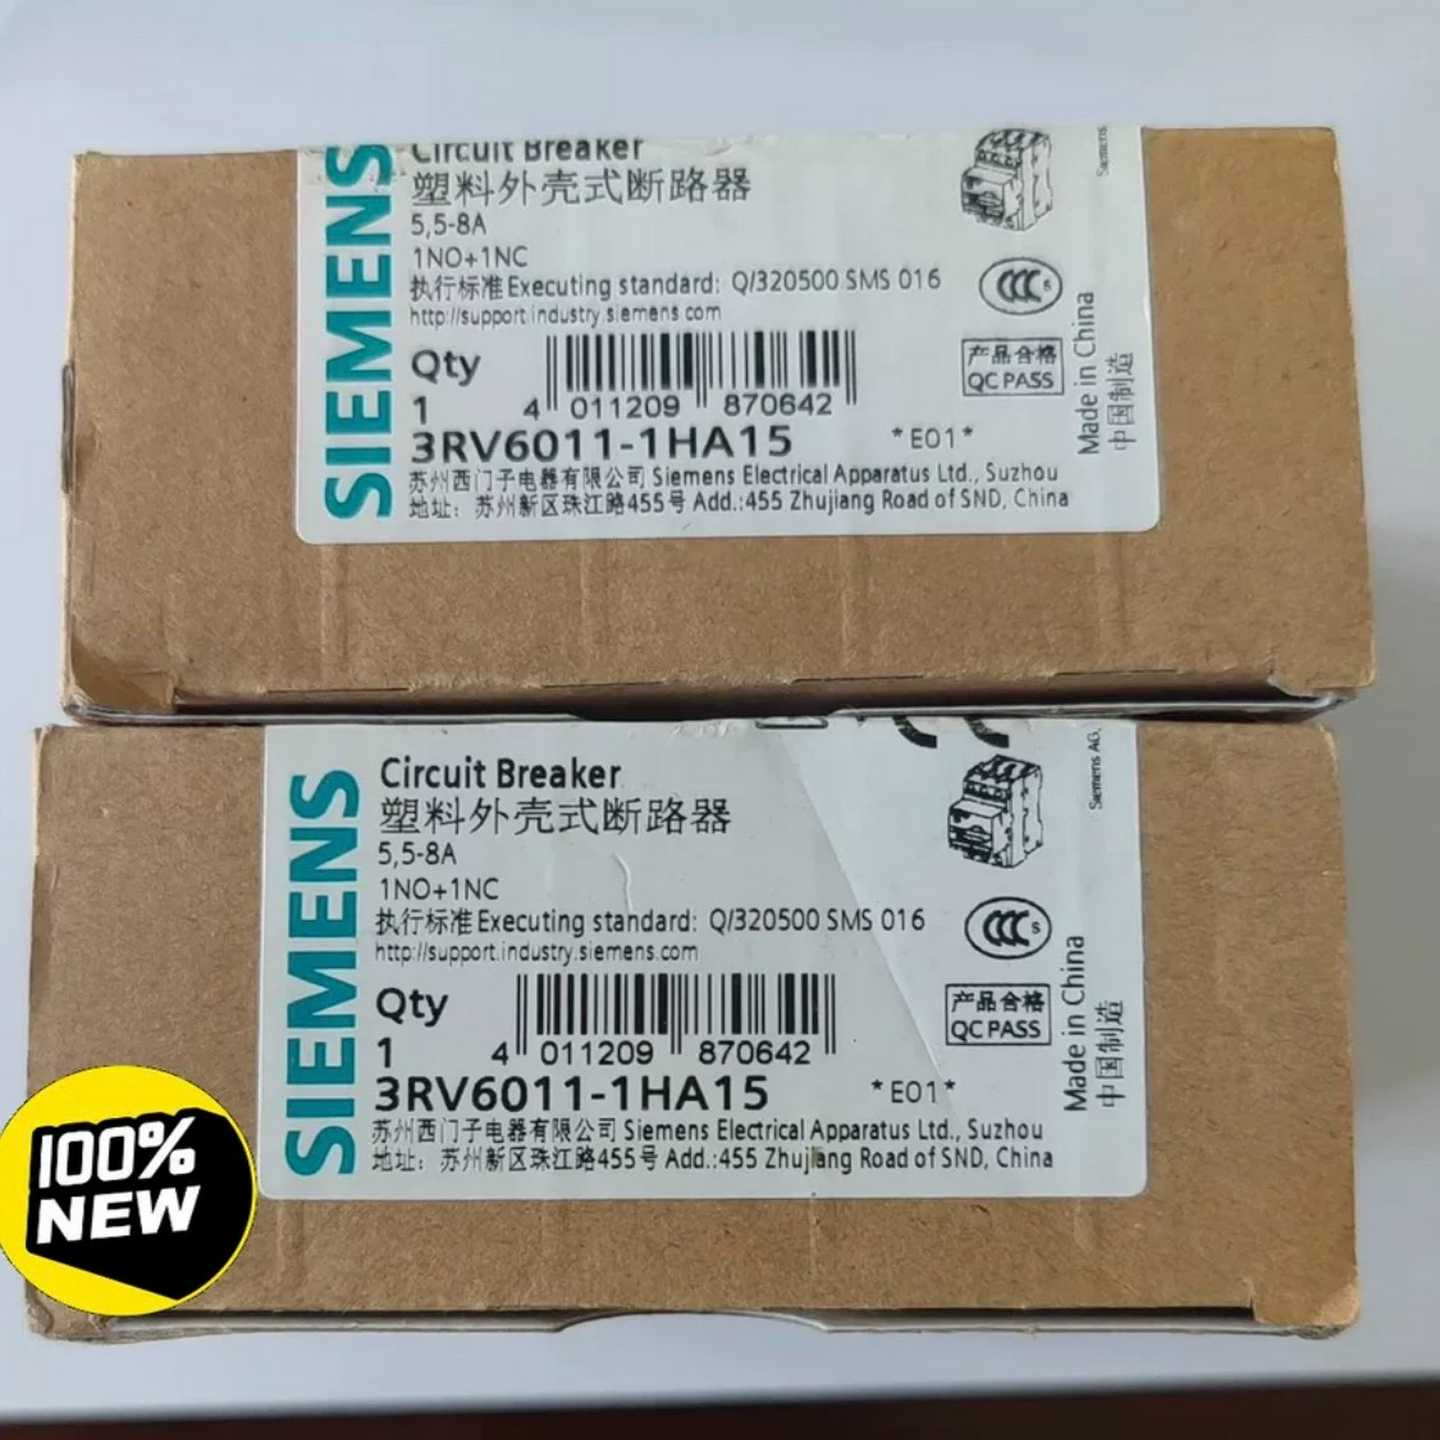 SIEMENS
Circuit Breaker
塑料外壳式断路器
5,5-8A
1NO+1NC
执行标准 Executing standard: Q/320500 SMS 016
http://support.industry.siemens.com
Qty
1
4 011209 870642
3RV6011-1HA15 *E01*
苏州西门子电器有限公司 Siemens Electrical Apparatus Ltd., Suzhou
地址: 苏州新区珠江路455号 Add.:455 Zhujiang Road of SND, China
Siemens
CCC S
产品合格
QC PASS
Made in China
中国制造
SIEMENS
Circuit Breaker
塑料外壳式断路器
5,5-8A
1NO+1NC
执行标准 Executing standard: Q/320500 SMS 016
http://support.industry.siemens.com
Qty
1
4 011209 870642
3RV6011-1HA15 *E01*
苏州西门子电器有限公司 Siemens Electrical Apparatus Ltd., Suzhou
地址: 苏州新区珠江路455号 Add.:455 Zhujiang Road of SND, China
Siemens AG.
CCC S
产品合格
QC PASS
Made in China
中国制造
100%
NEW